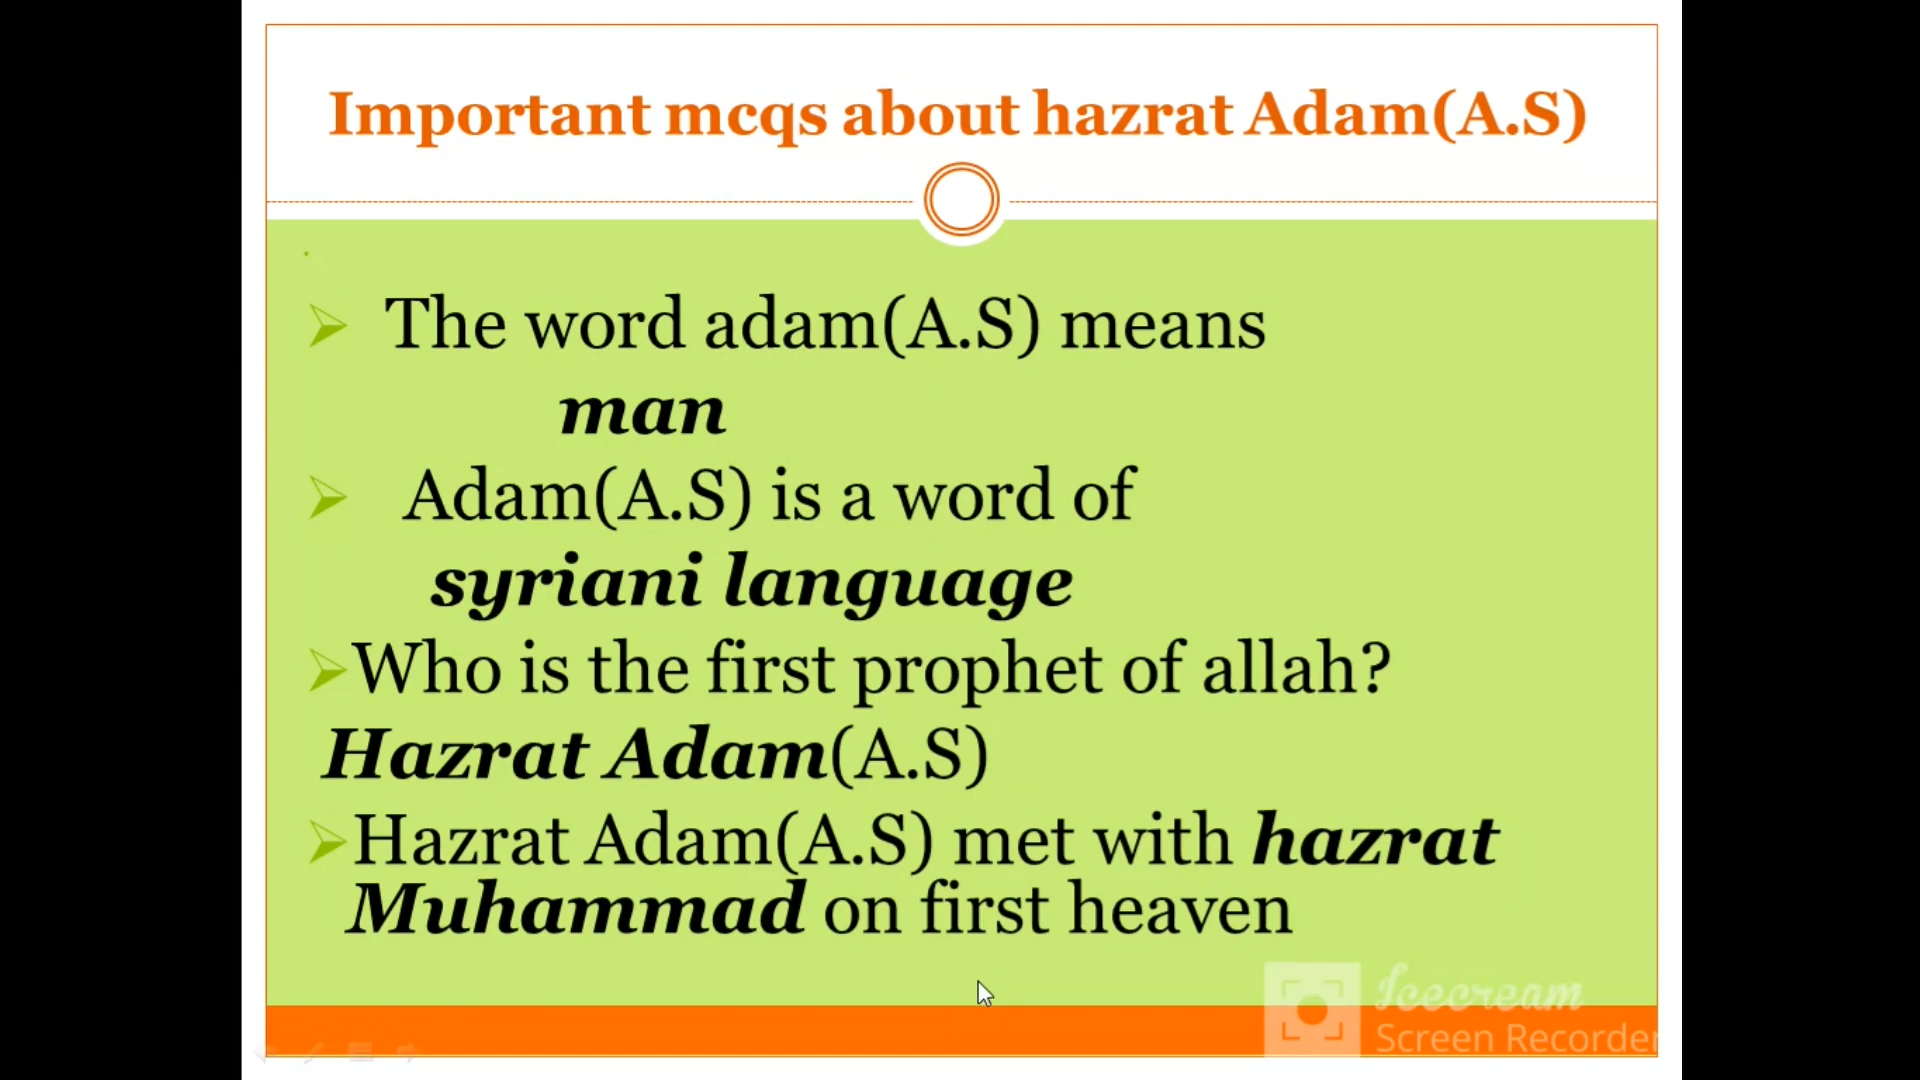 Important mcqs about hazrat Adam(A.S)
The word adam(A.S) means
man
Adam(A.S) is a word of
syriani language
Who is the first prophet of allah?
Hazrat Adam(A.S)
Hazrat Adam(A.S) met with hazrat
Muhammad on first heaven
Icecream
Screen Recorder